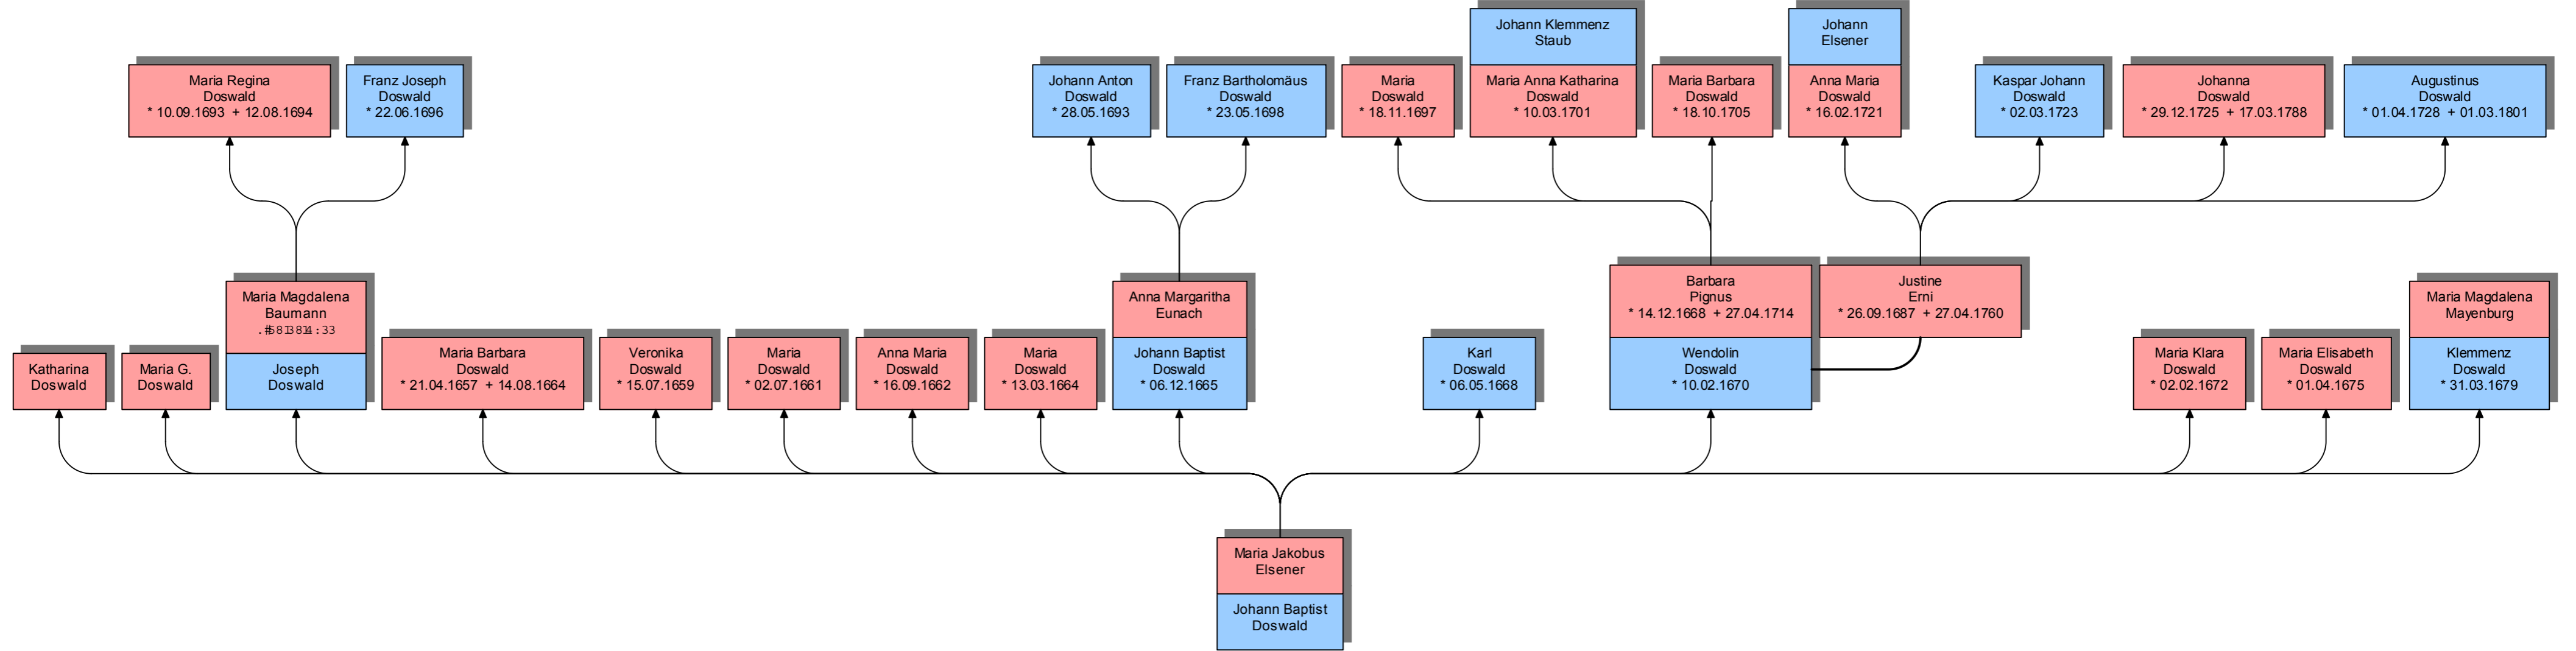 Johann Klemmenz
Staub
Johann
Elsener
Maria Regina
Doswald
* 10.09.1693 + 12.08.1694
Franz Joseph
Doswald
* 22.06.1696
Johann Anton
Doswald
* 28.05.1693
Franz Bartholomäus
Doswald
* 23.05.1698
Maria
Doswald
* 18.11.1697
Maria Anna Katharina
Doswald
* 10.03.1701
Maria Barbara
Doswald
* 18.10.1705
Anna Maria
Doswald
* 16.02.1721
Kaspar Johann
Doswald
* 02.03.1723
Johanna
Doswald
* 29.12.1725 + 17.03.1788
Augustinus
Doswald
* 01.04.1728 + 01.03.1801
Katharina
Doswald
Maria G.
Doswald
Maria Magdalena
Baumann
Joseph
Doswald
Maria Barbara
Doswald
* 21.04.1657 + 14.08.1664
Veronika
Doswald
* 15.07.1659
Maria
Doswald
* 02.07.1661
Anna Maria
Doswald
* 16.09.1662
Maria
Doswald
* 13.03.1664
Anna Margaritha
Eunach
Johann Baptist
Doswald
* 06.12.1665
Karl
Doswald
* 06.05.1668
Barbara
Pignus
* 14.12.1668 + 27.04.1714
Wendolin
Doswald
* 10.02.1670
Justine
Erni
* 26.09.1687 + 27.04.1760
Maria Klara
Doswald
* 02.02.1672
Maria Elisabeth
Doswald
* 01.04.1675
Maria Magdalena
Mayenburg
Klemmenz
Doswald
* 31.03.1679
Maria Jakobus
Elsener
Johann Baptist
Doswald